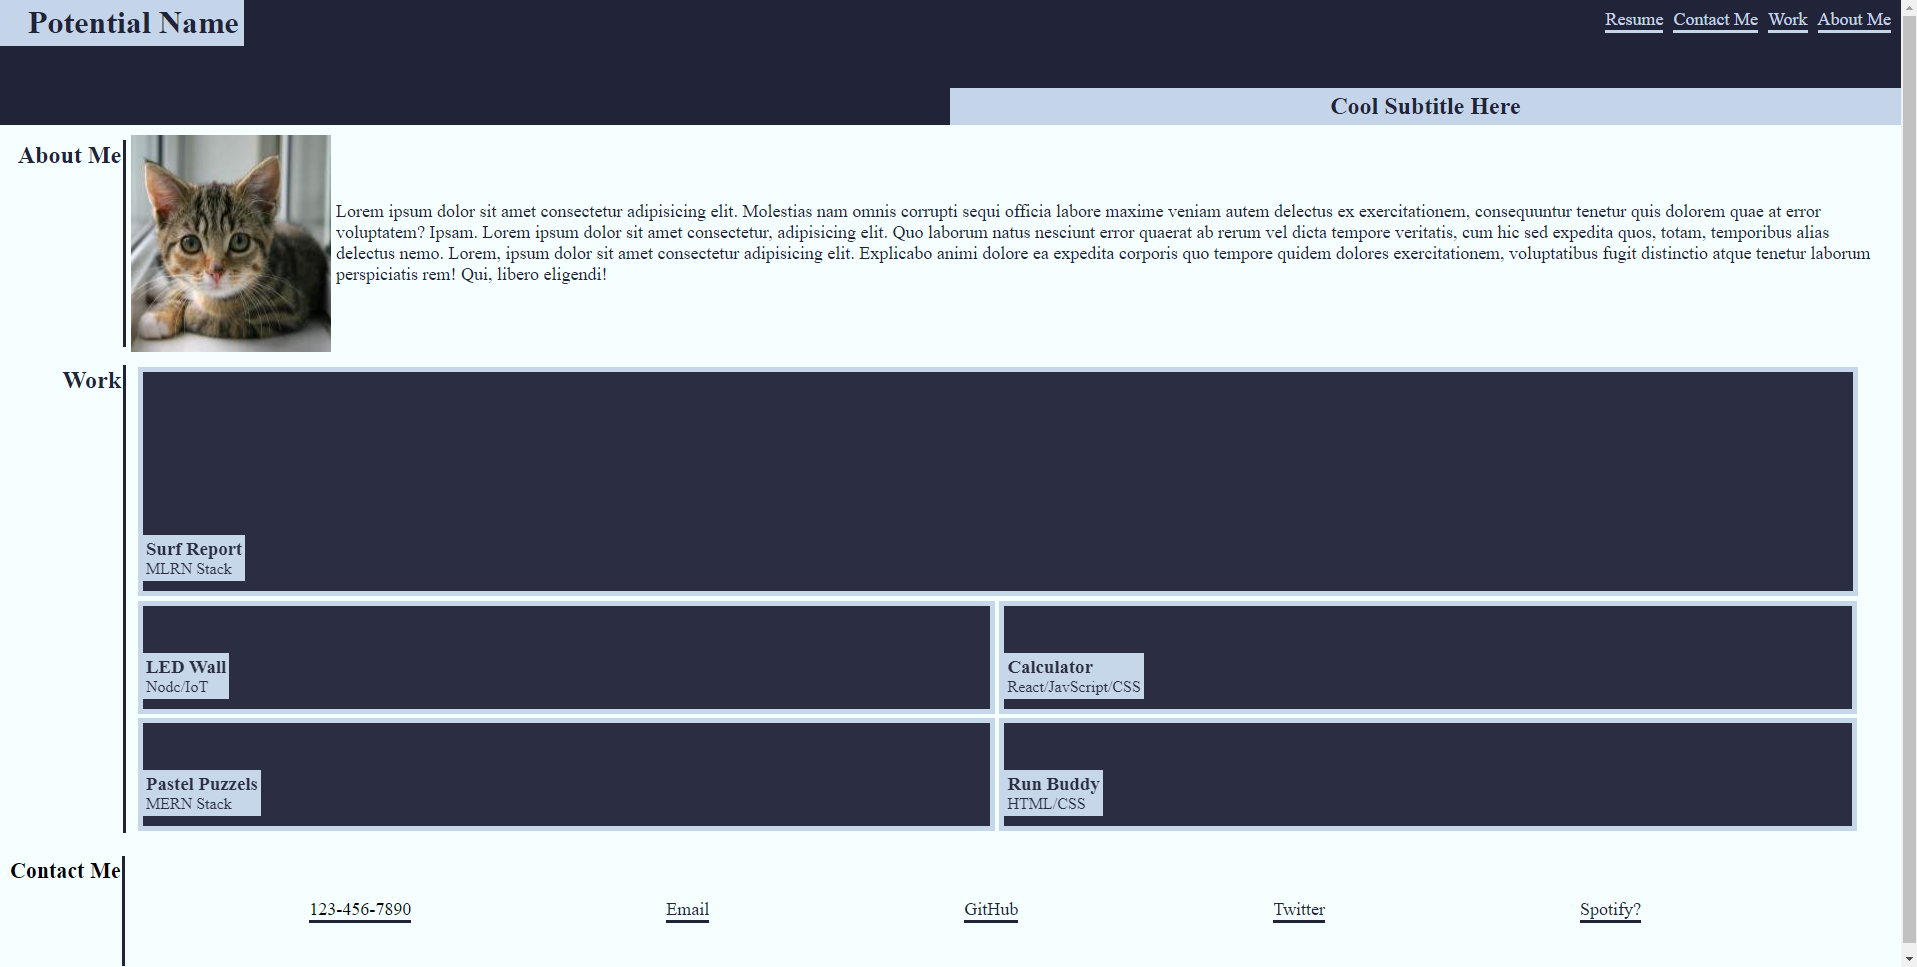 Potential Name
Resume Contact Me Work About Me
Cool Subtitle Here
About Me
Lorem ipsum dolor sit amet consectetur adipisicing elit. Molestias nam omnis corrupti sequi officia labore maxime veniam autem delectus ex exercitationem, consequuntur tenetur quis dolorem quae at error
voluptatem? Ipsam. Lorem ipsum dolor sit amet consectetur, adipisicing elit. Quo laborum natus nesciunt error quaerat ab rerum vel dicta tempore veritatis, cum hic sed expedita quos, totam, temporibus alias
delectus nemo. Lorem, ipsum dolor sit amet consectetur adipisicing elit. Explicabo animi dolore ea expedita corporis quo tempore quidem dolores exercitationem, voluptatibus fugit distinctio atque tenetur laborum
perspiciatis rem! Qui, libero eligendi!
Work
Surf Report
MLRN Stack
LED Wall
Node/IoT
Calculator
React/JavScript/CSS
Pastel Puzzels
MERN Stack
Run Buddy
HTML/CSS
Contact Me
123-456-7890
Email
GitHub
Twitter
Spotify?